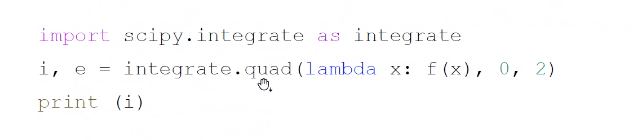 import scipy.integrate as integrate
i, e = integrate.quad(lambda x: f(x), 0, 2)
print (i)